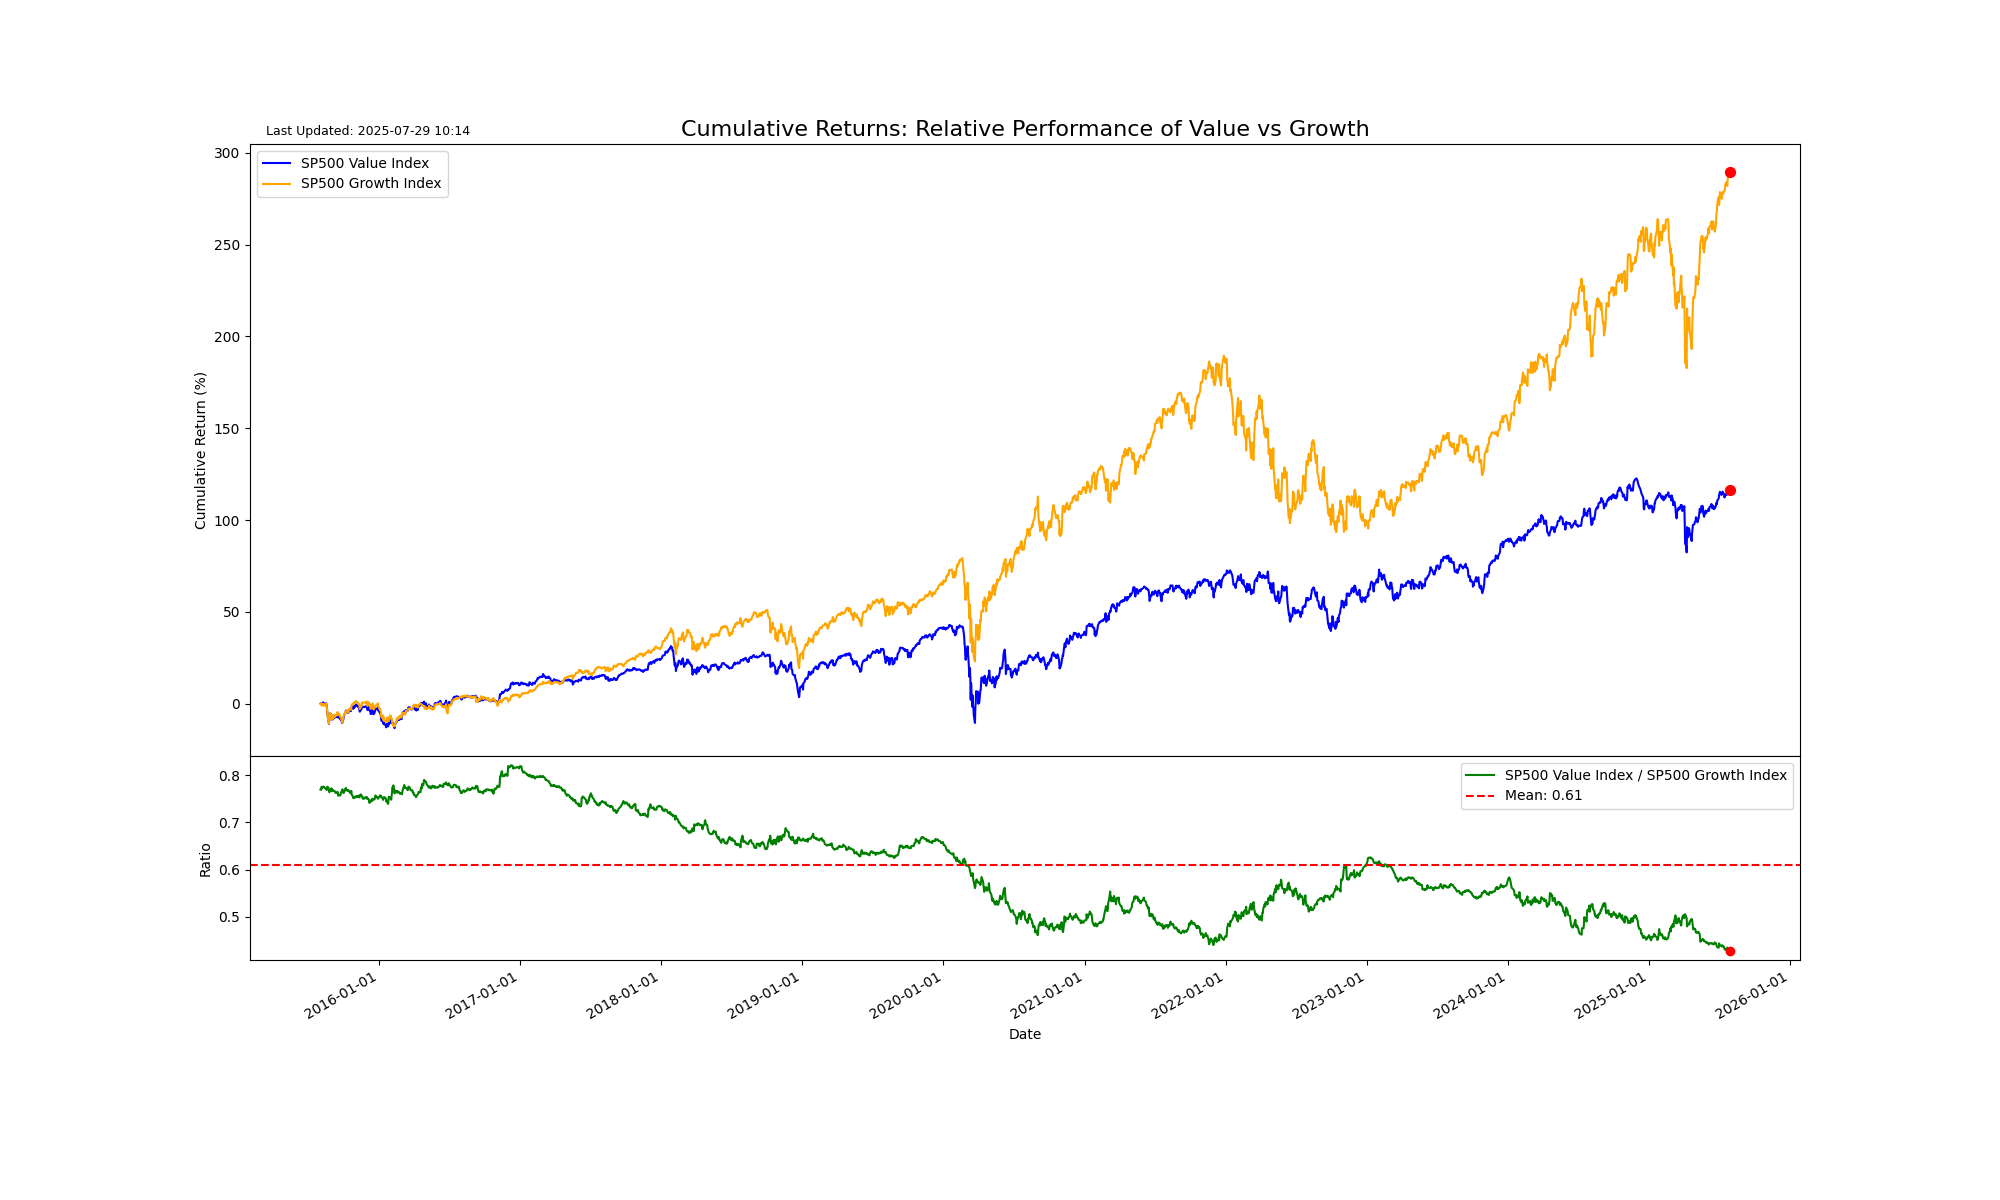 Last Updated: 2025-07-29 10:14
Cumulative Returns: Relative Performance of Value vs Growth
SP500 Value Index
SP500 Growth Index
Cumulative Return (%)
300
250
200
150
100
50
0
SP500 Value Index / SP500 Growth Index
Mean: 0.61
Ratio
0.8
0.7
0.6
0.5
2016-01-01
2017-01-01
2018-01-01
2019-01-01
2020-01-01
2021-01-01
2022-01-01
2023-01-01
2024-01-01
2025-01-01
2026-01-01
Date